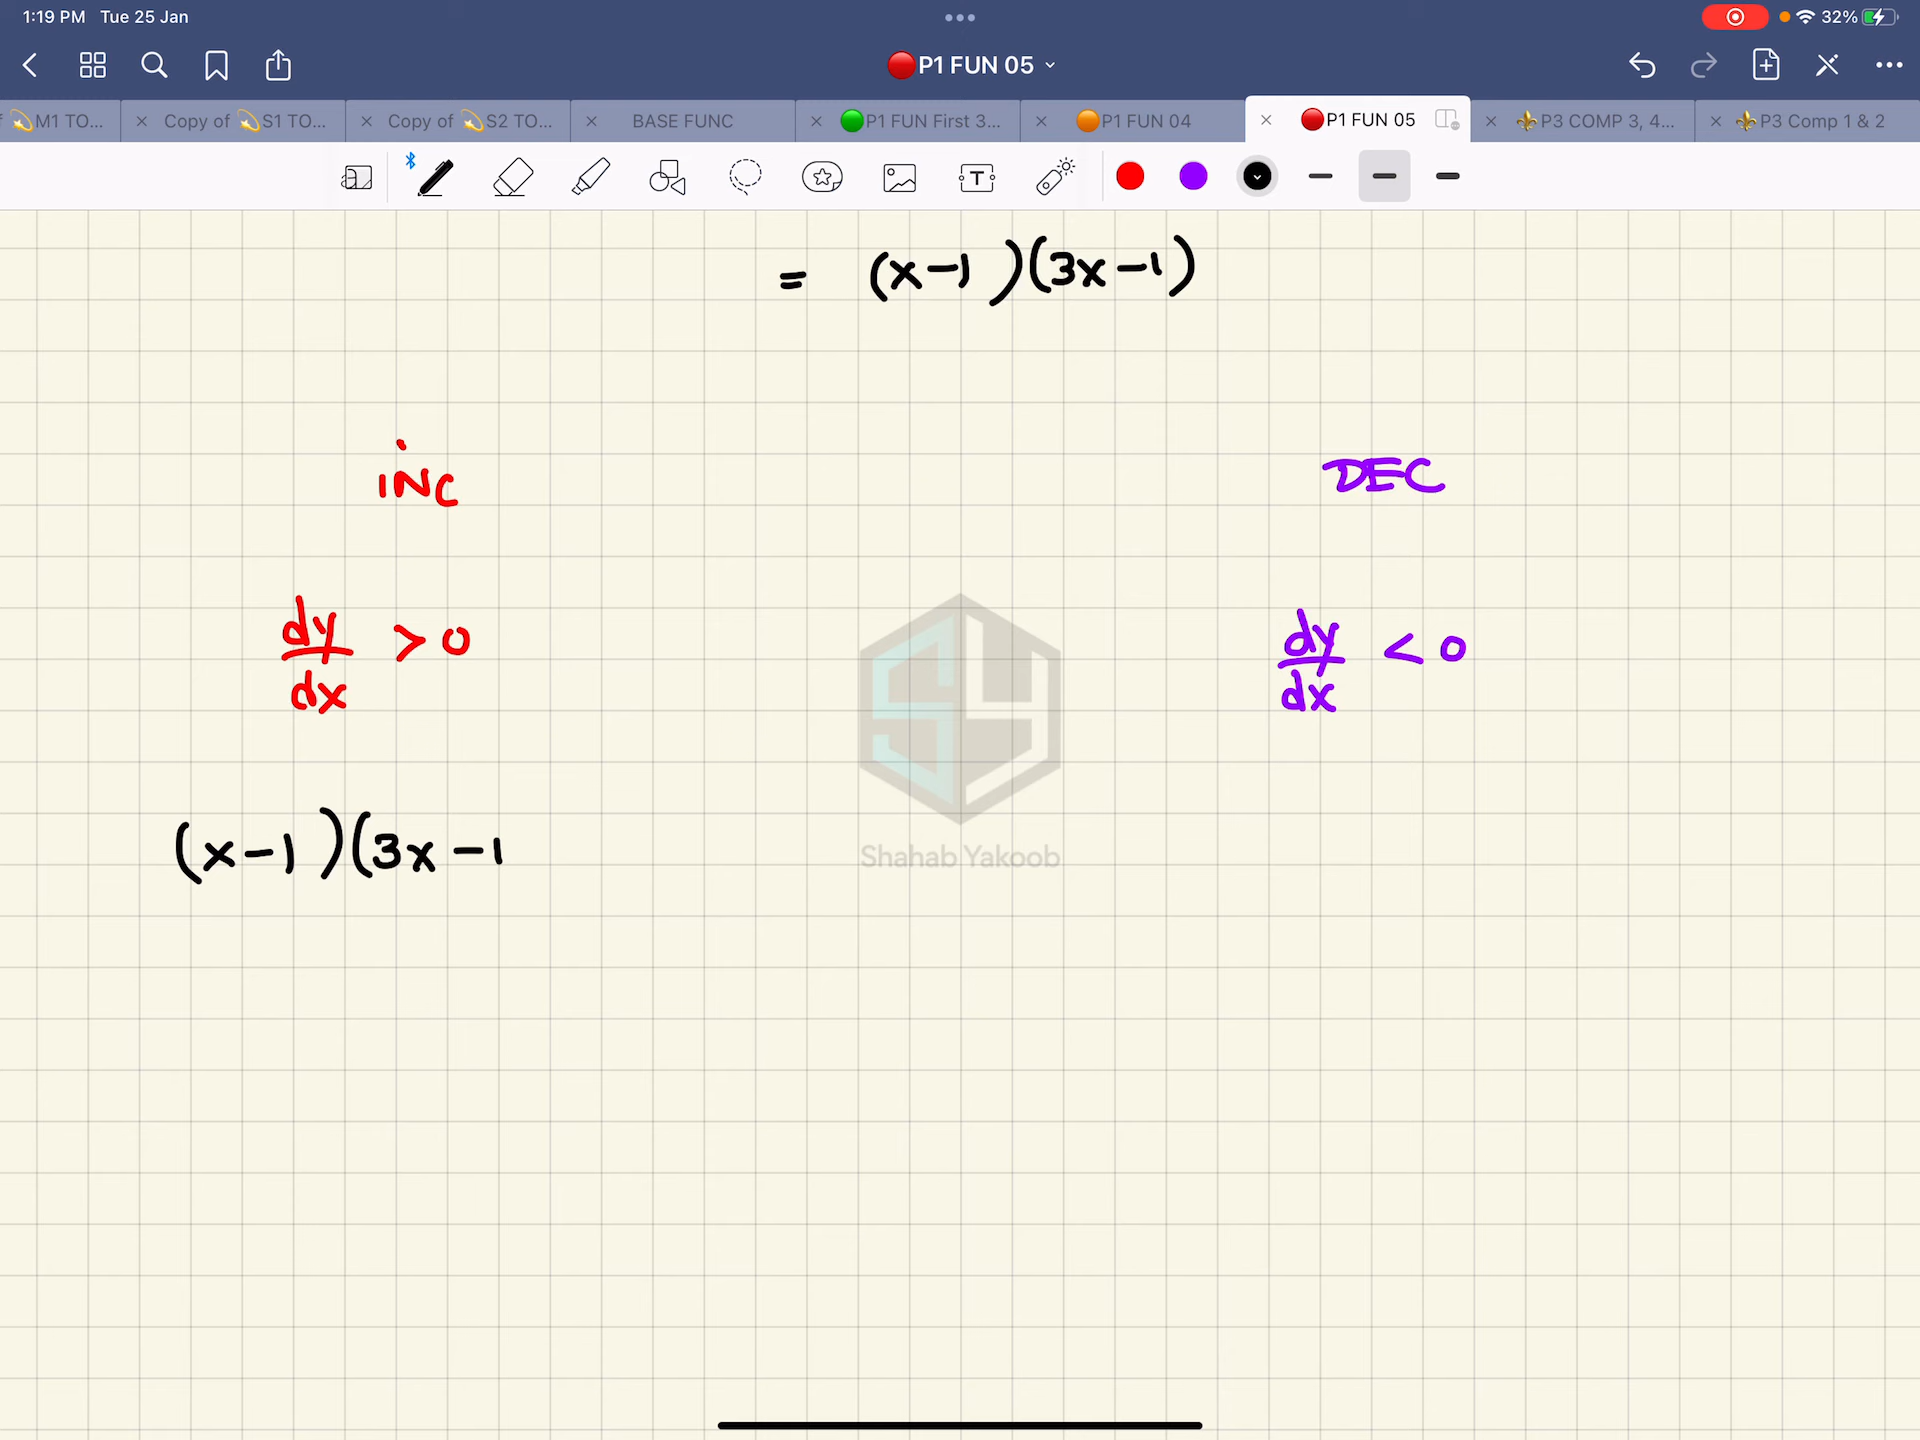 1:19 PM Tue 25 Jan
32%
P1 FUN 05
M1 TO... Copy of S1 TO... Copy of S2 TO... BASE FUNC P1 FUN First 3... P1 FUN 04 P1 FUN 05 P3 COMP 3, 4... P3 Comp 1 & 2
= (x-1)(3x-1)
iNC
DEC
dy/dx > 0
dy/dx < 0
(x-1)(3x-1
Shahab Yakoob